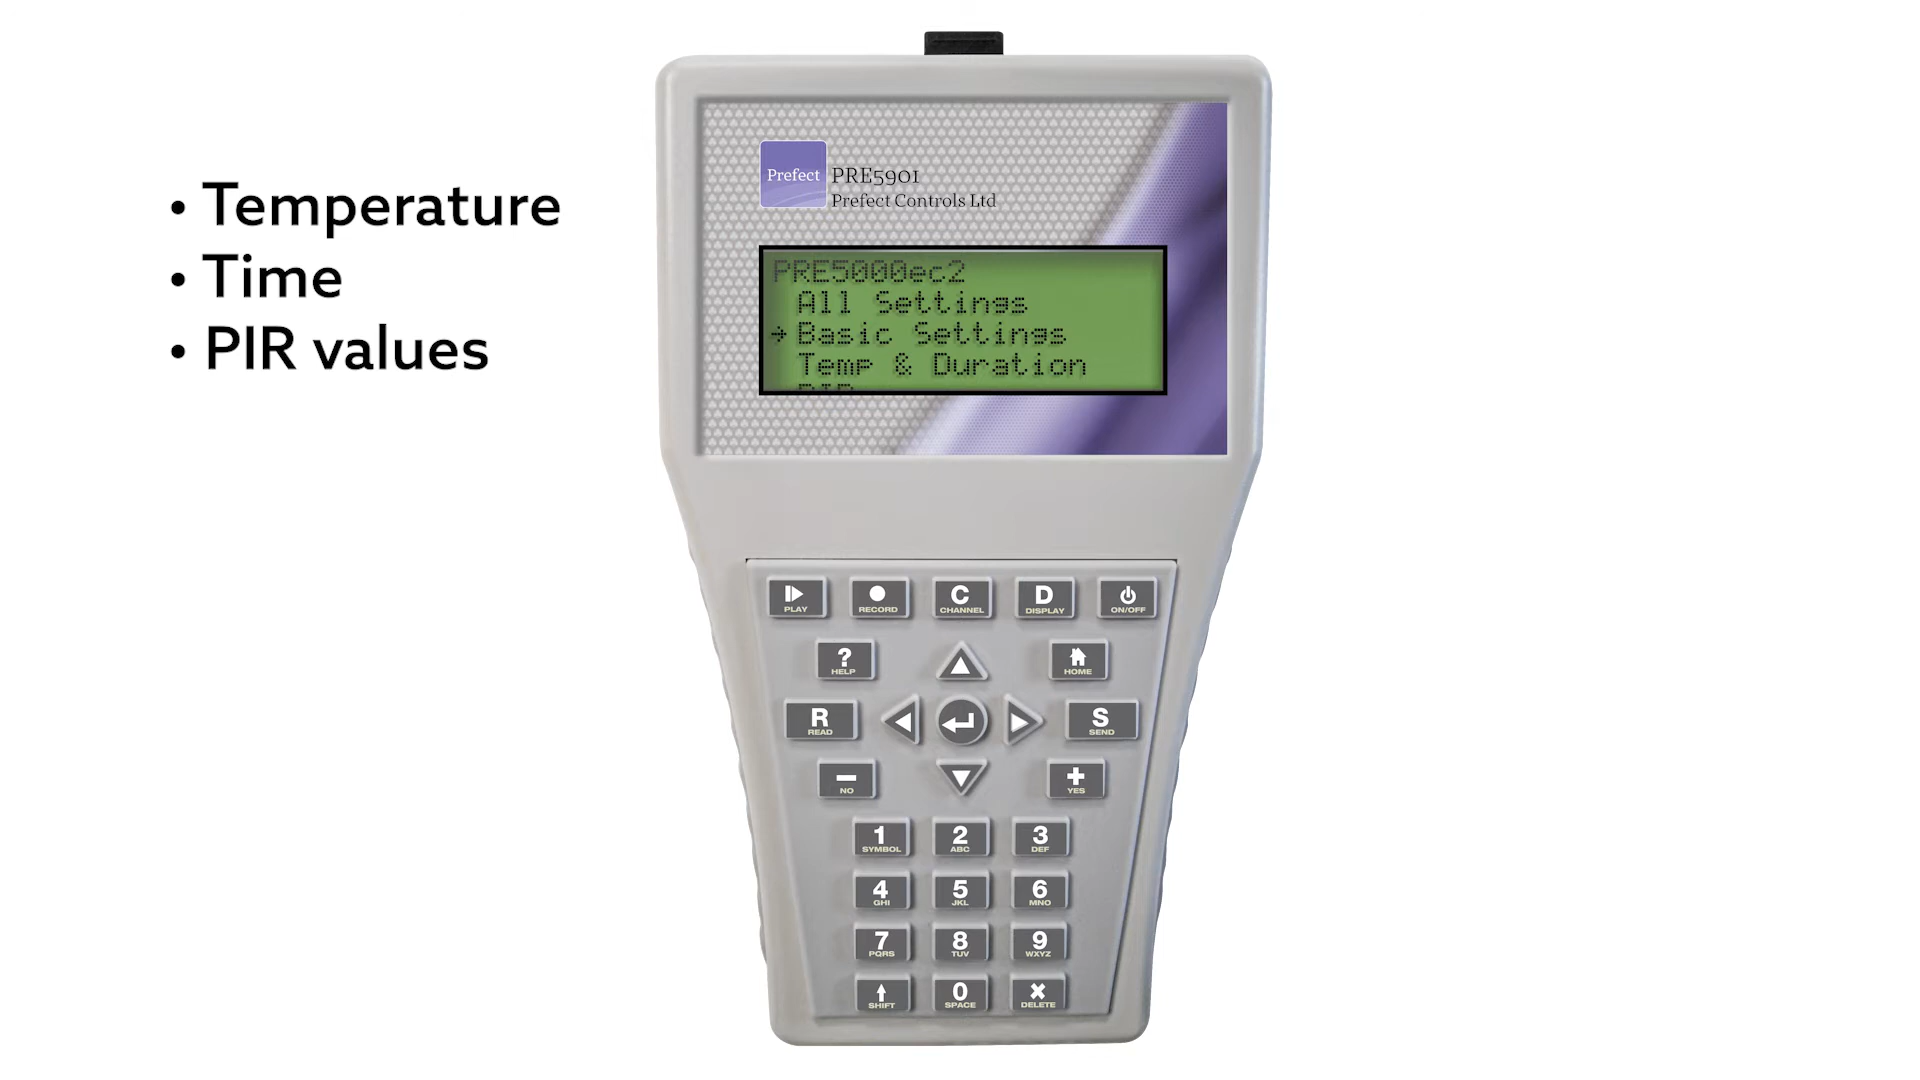 • Temperature
• Time
• PIR values
Prefect
PRE5901
Prefect Controls Ltd
PRE5000ec2
All Settings
→Basic Settings
Temp & Duration
PIR
PLAY
RECORD
C
CHANNEL
D
DISPLAY
ON/OFF
?
HELP
HOME
R
READ
S
SEND
−
NO
+
YES
1
SYMBOL
2
ABC
3
DEF
4
GHI
5
JKL
6
MNO
7
PQRS
8
TUV
9
WXYZ
SHIFT
0
SPACE
DELETE